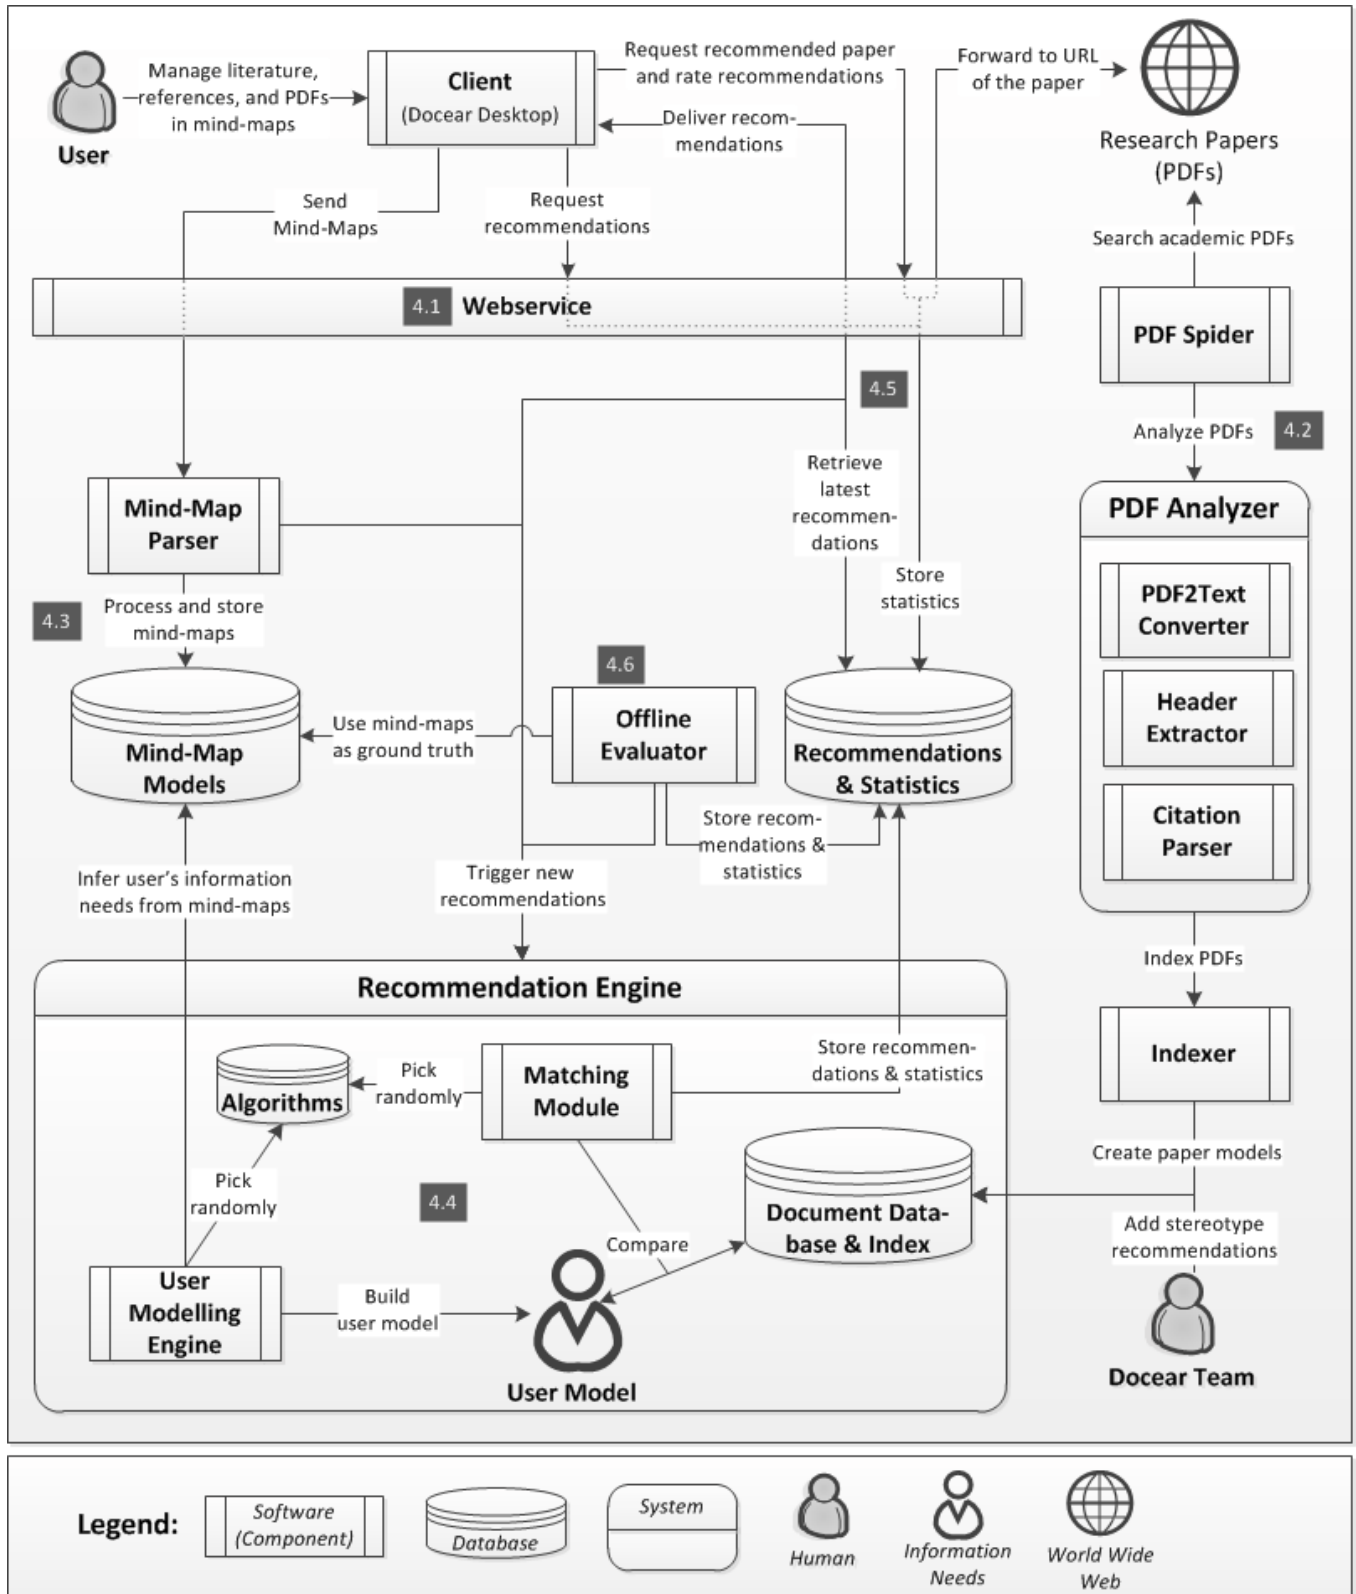 Manage literature,
references, and PDFs
in mind-maps
User
Client
(Docear Desktop)
Request recommended paper
and rate recommendations
Deliver recom-
mendations
Forward to URL
of the paper
Research Papers
(PDFs)
Send
Mind-Maps
Request
recommendations
Search academic PDFs
4.1 Webservice
PDF Spider
4.5
Analyze PDFs
4.2
Mind-Map
Parser
Retrieve
latest
recommen-
dations
Store
statistics
PDF Analyzer
PDF2Text
Converter
Header
Extractor
Citation
Parser
4.3
Process and store
mind-maps
4.6
Mind-Map
Models
Use mind-maps
as ground truth
Offline
Evaluator
Recommendations
& Statistics
Store recom-
mendations &
statistics
Infer user's information
needs from mind-maps
Trigger new
recommendations
Index PDFs
Indexer
Recommendation Engine
Algorithms
Pick
randomly
Matching
Module
Store recommen-
dations & statistics
Create paper models
Pick
randomly
4.4
Compare
Document Data-
base & Index
Add stereotype
recommendations
Docear Team
User
Modelling
Engine
Build
user model
User Model
Legend:
Software
(Component)
Database
System
Human
Information
Needs
World Wide
Web